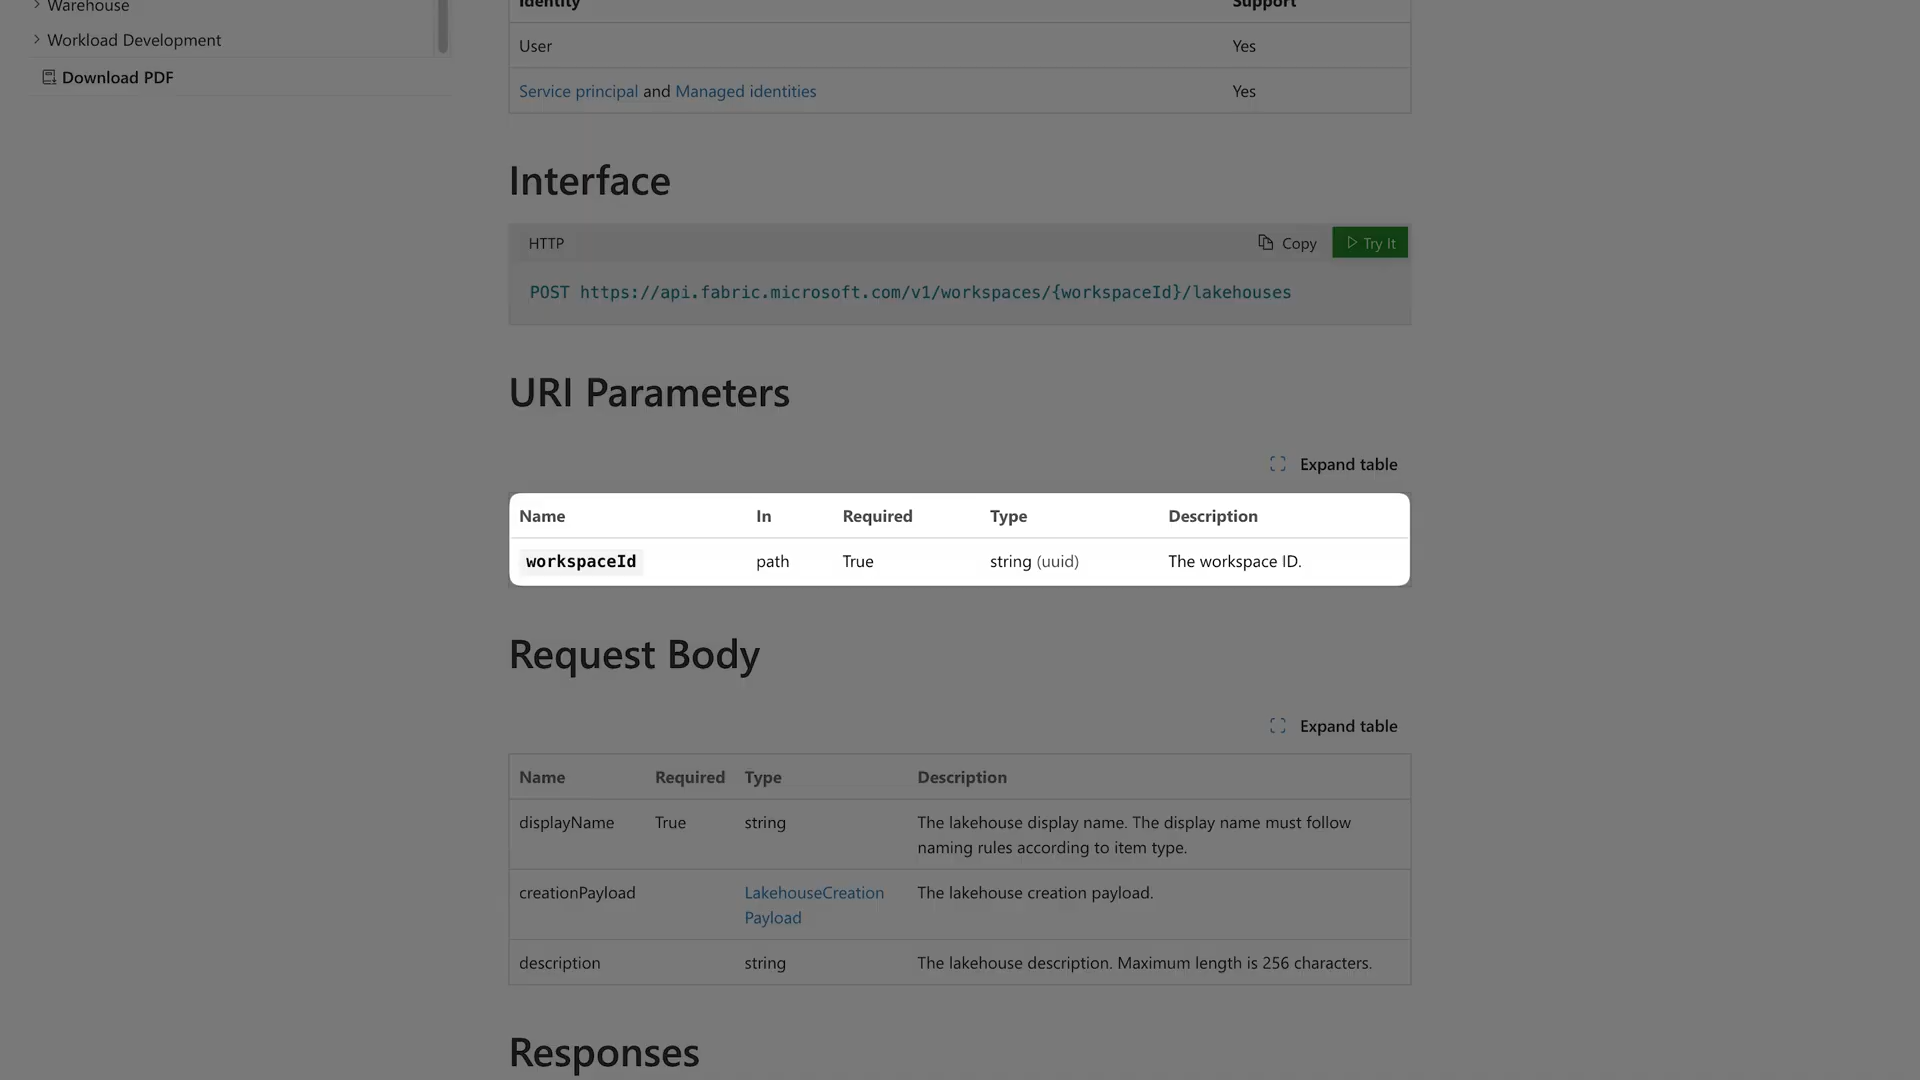 Warehouse
Workload Development
Download PDF
Identity Support
User Yes
Service principal and Managed identities Yes
Interface
HTTP Copy Try It
POST https://api.fabric.microsoft.com/v1/workspaces/{workspaceId}/lakehouses
URI Parameters
Expand table
Name In Required Type Description
workspaceId path True string (uuid) The workspace ID.
Request Body
Expand table
Name Required Type Description
displayName True string The lakehouse display name. The display name must follow
naming rules according to item type.
creationPayload LakehouseCreation The lakehouse creation payload.
Payload
description string The lakehouse description. Maximum length is 256 characters.
Responses